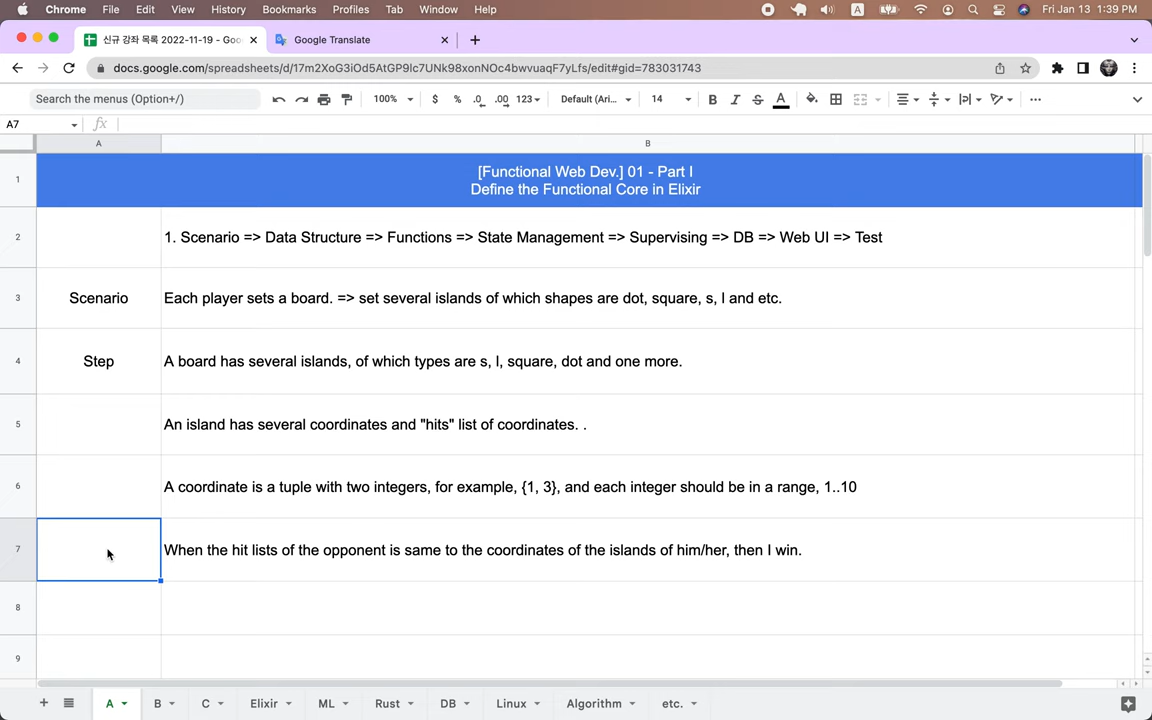 Chrome File Edit View History Bookmarks Profiles Tab Window Help A Fri Jan 13 1:39 PM
신규 강좌 목록 2022-11-19 - Goo Google Translate
docs.google.com/spreadsheets/d/17m2XoG3iOd5AtGP9lc7UNk98xonNOc4bwvuaqF7yLfs/edit#gid=783031743
Search the menus (Option+/) 100% $ % .0 .00 123 Default (Ari... 14 B I S A
A7 fx
A B
1 [Functional Web Dev.] 01 - Part I
Define the Functional Core in Elixir
2 1. Scenario => Data Structure => Functions => State Management => Supervising => DB => Web UI => Test
3 Scenario Each player sets a board. => set several islands of which shapes are dot, square, s, l and etc.
4 Step A board has several islands, of which types are s, l, square, dot and one more.
5 An island has several coordinates and "hits" list of coordinates. .
6 A coordinate is a tuple with two integers, for example, {1, 3}, and each integer should be in a range, 1..10
7 When the hit lists of the opponent is same to the coordinates of the islands of him/her, then I win.
8
9
A B C Elixir ML Rust DB Linux Algorithm etc.